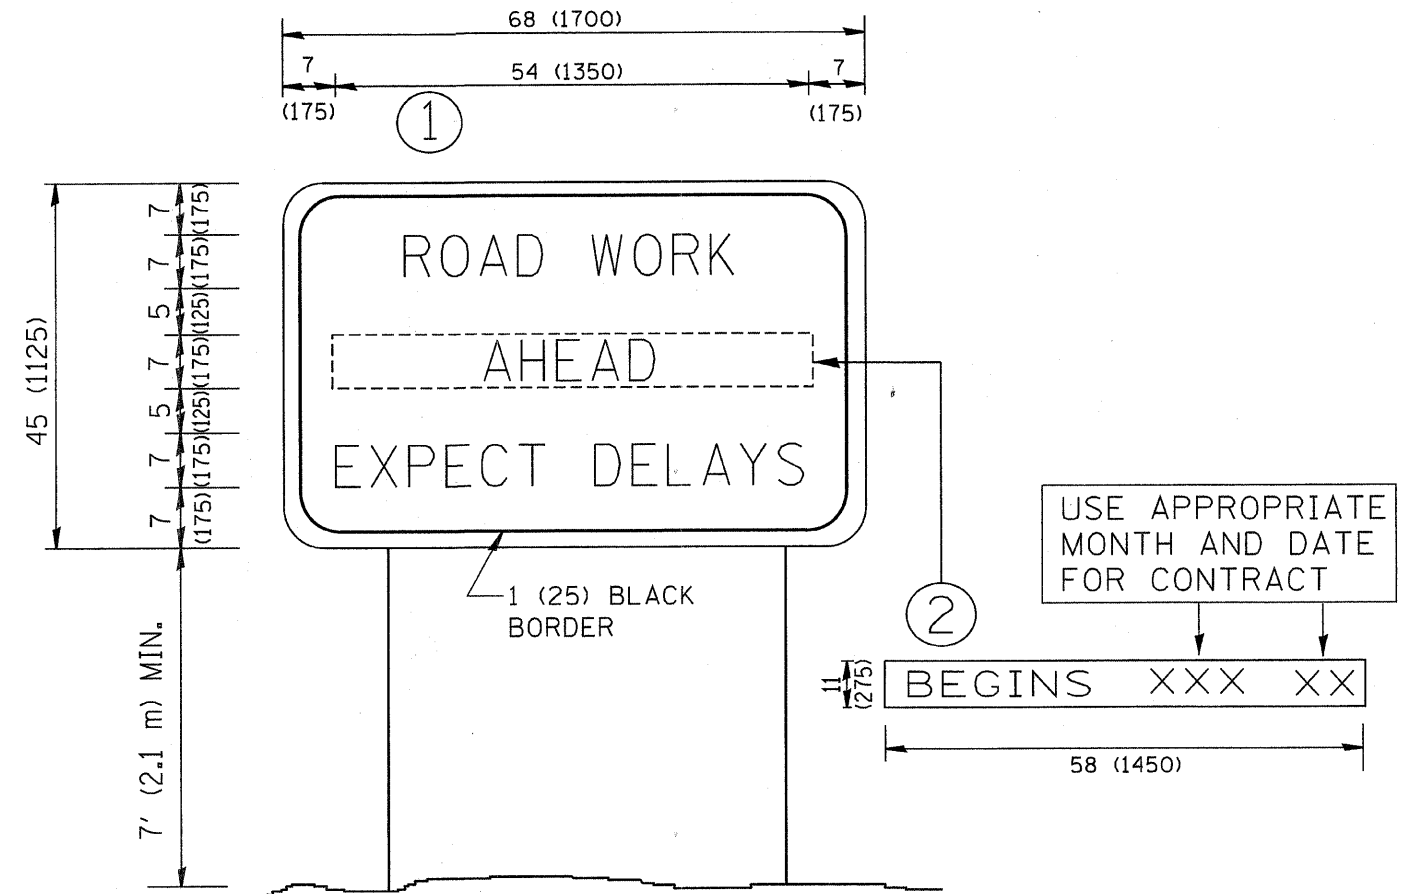 68 (1700)
7 54 (1350) 7
(175) (175)
1
7 (175)
7 (175)
5 (125)
7 (175)
5 (125)
7 (175)
7 (175)
45 (1125)
ROAD WORK
AHEAD
EXPECT DELAYS
1 (25) BLACK
BORDER
7' (2.1 m) MIN.
USE APPROPRIATE
MONTH AND DATE
FOR CONTRACT
2
11
(275)
BEGINS XXX XX
58 (1450)